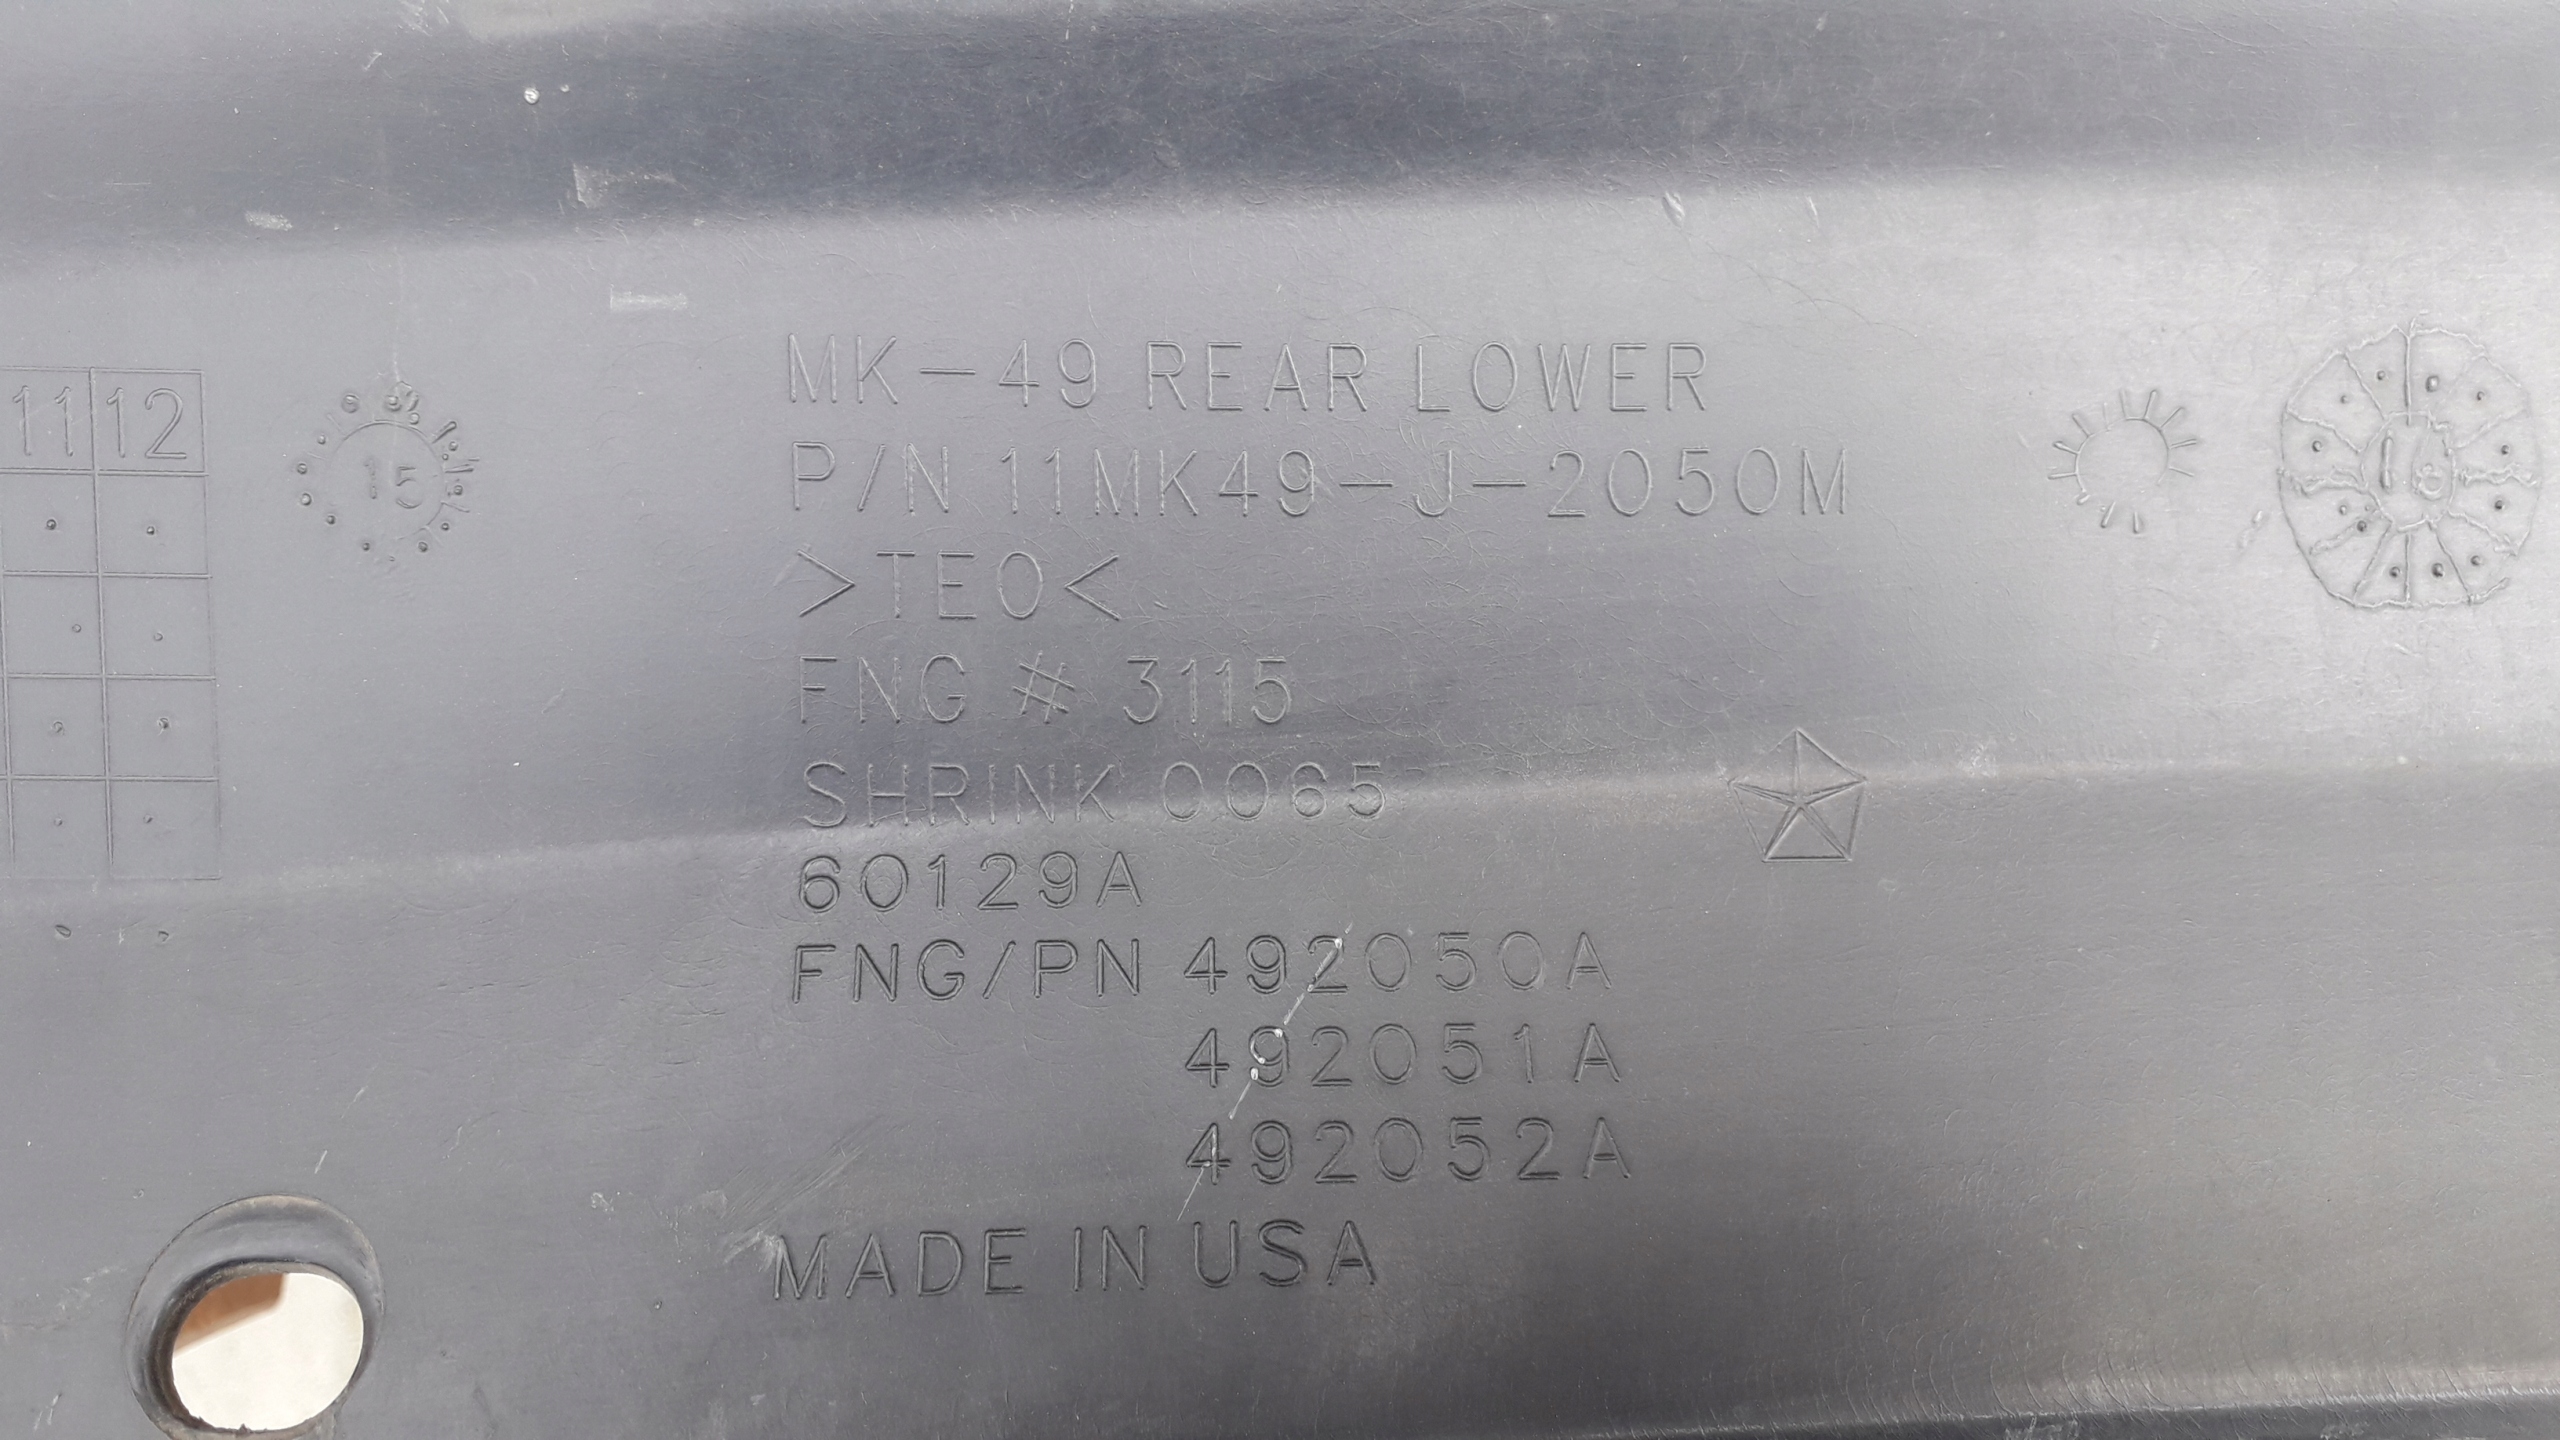 11 12
15
MK-49 REAR LOWER
P/N 11MK49-J-2050M
>TEO<
FNG # 3115
SHRINK 0065
60129A
FNG/PN 492050A
492051A
492052A
MADE IN USA